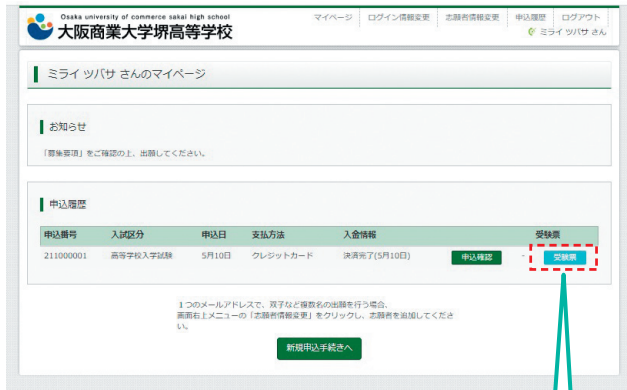 Osaka university of commerce sakai high school
大阪商業大学堺高等学校
マイページ ログイン情報変更 志願者情報変更 申込履歴 ログアウト
ミライ ツバサ さん
ミライ ツバサ さんのマイページ
お知らせ
「募集要項」をご確認の上、出願してください。
申込履歴
申込番号 入試区分 申込日 支払方法 入金情報 受験票
211000001 高等学校入学試験 5月10日 クレジットカード 決済完了(5月10日) 申込確認 - 受験票
1つのメールアドレスで、双子など複数名の出願を行う場合、
画面右上メニューの「志願者情報変更」をクリックし、志願者を追加してくださ
い。
新規申込手続きへ